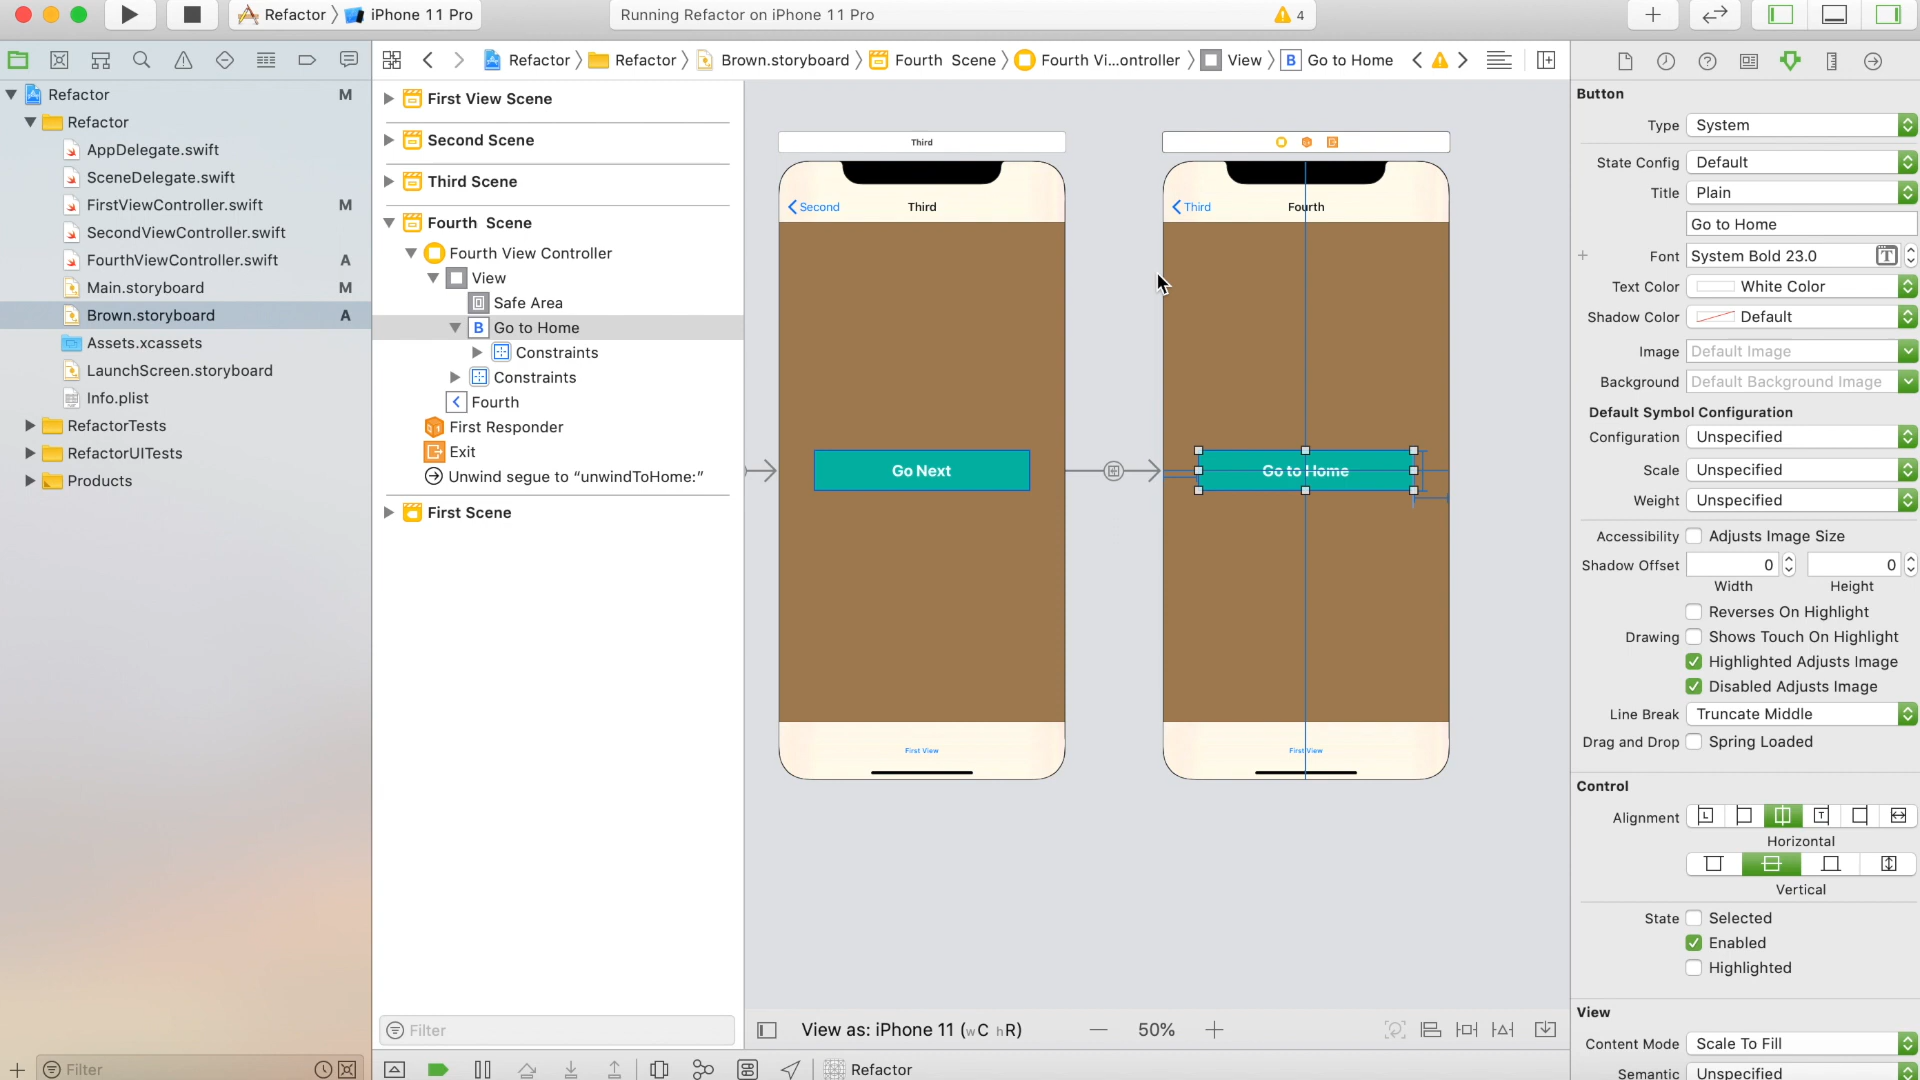 Refactor
iPhone 11 Pro
Running Refactor on iPhone 11 Pro
4
Refactor
Refactor
Brown.storyboard
Fourth Scene
Fourth Vi...ontroller
View
B
Go to Home
Refactor M
Refactor
AppDelegate.swift
SceneDelegate.swift
FirstViewController.swift M
SecondViewController.swift
FourthViewController.swift A
Main.storyboard M
Brown.storyboard A
Assets.xcassets
LaunchScreen.storyboard
Info.plist
RefactorTests
RefactorUITests
Products
Filter
First View Scene
Second Scene
Third Scene
Fourth Scene
Fourth View Controller
View
Safe Area
B Go to Home
Constraints
Constraints
Fourth
First Responder
Exit
Unwind segue to “unwindToHome:”
First Scene
Filter
Third
Second
Third
Go Next
First View
Third
Fourth
Go to Home
First View
View as: iPhone 11 (wC hR)
50%
Refactor
Button
Type System
State Config Default
Title Plain
Go to Home
Font System Bold 23.0
Text Color White Color
Shadow Color Default
Image Default Image
Background Default Background Image
Default Symbol Configuration
Configuration Unspecified
Scale Unspecified
Weight Unspecified
Accessibility Adjusts Image Size
Shadow Offset 0 0
Width Height
Reverses On Highlight
Drawing Shows Touch On Highlight
Highlighted Adjusts Image
Disabled Adjusts Image
Line Break Truncate Middle
Drag and Drop Spring Loaded
Control
Alignment
Horizontal
Vertical
State Selected
Enabled
Highlighted
View
Content Mode Scale To Fill
Semantic Unspecified